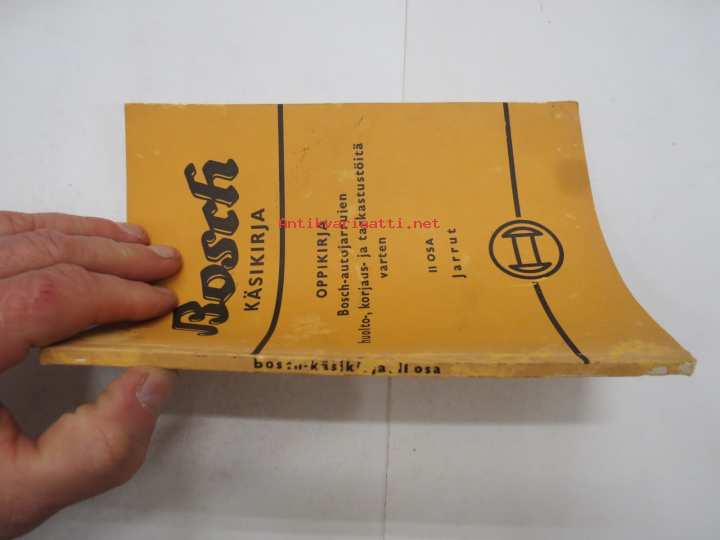 Bosch
KÄSIKIRJA
OPPIKIRJA
Bosch-autojarrujen
huolto-, korjaus- ja tarkastustöitä
varten
II OSA
Jarrut
Bosch-käsikirja, II osa
Antikvariaatti.net